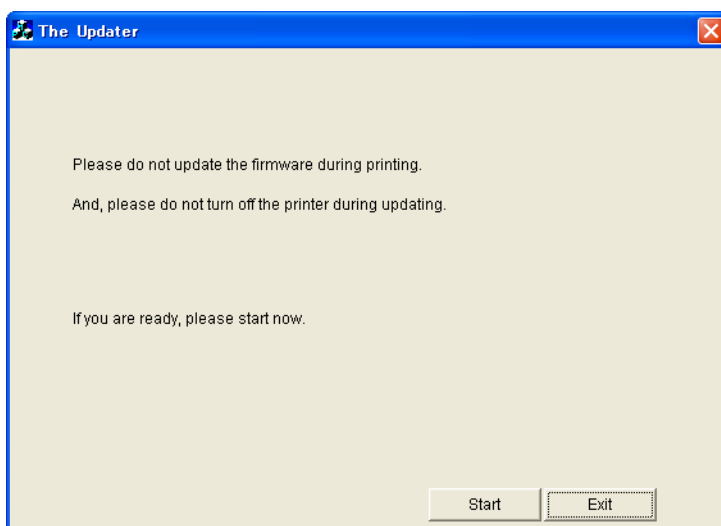 The Updater
Please do not update the firmware during printing.
And, please do not turn off the printer during updating.
If you are ready, please start now.
Start
Exit